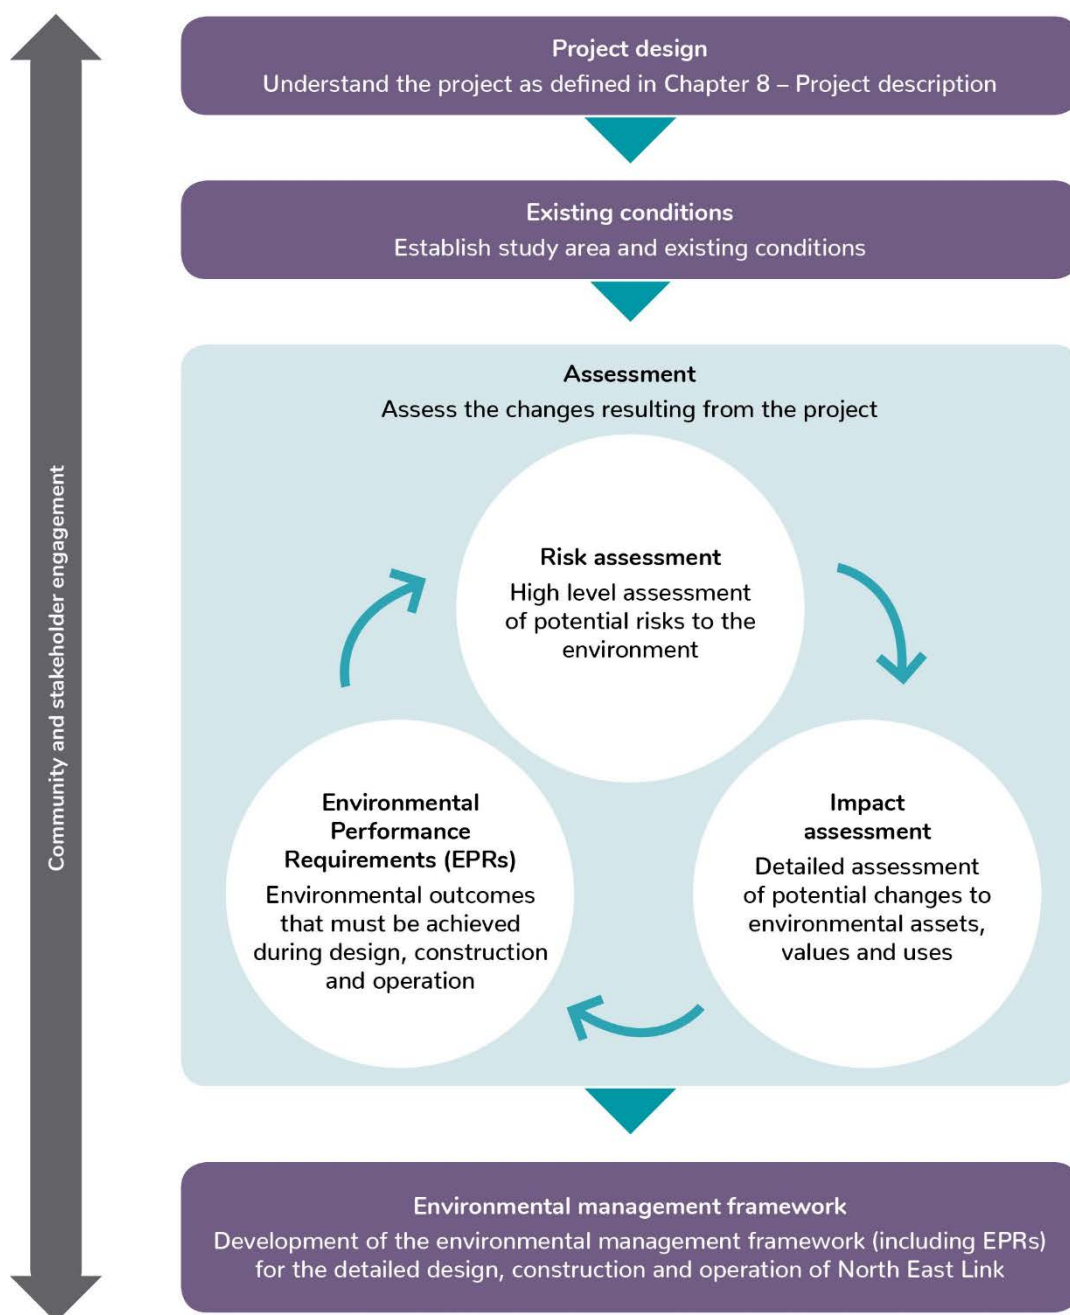 Project design
Understand the project as defined in Chapter 8 – Project description
Existing conditions
Establish study area and existing conditions
Assessment
Assess the changes resulting from the project
Risk assessment
High level assessment
of potential risks to the
environment
Impact
assessment
Detailed assessment
of potential changes to
environmental assets,
values and uses
Environmental
Performance
Requirements (EPRs)
Environmental outcomes
that must be achieved
during design, construction
and operation
Environmental management framework
Development of the environmental management framework (including EPRs)
for the detailed design, construction and operation of North East Link
Community and stakeholder engagement